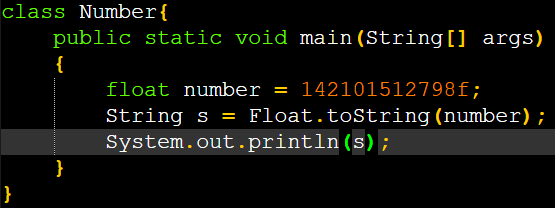 class Number{
    public static void main(String[] args)
    {
        float number = 142101512798f;
        String s = Float.toString(number);
        System.out.println(s);
    }
}